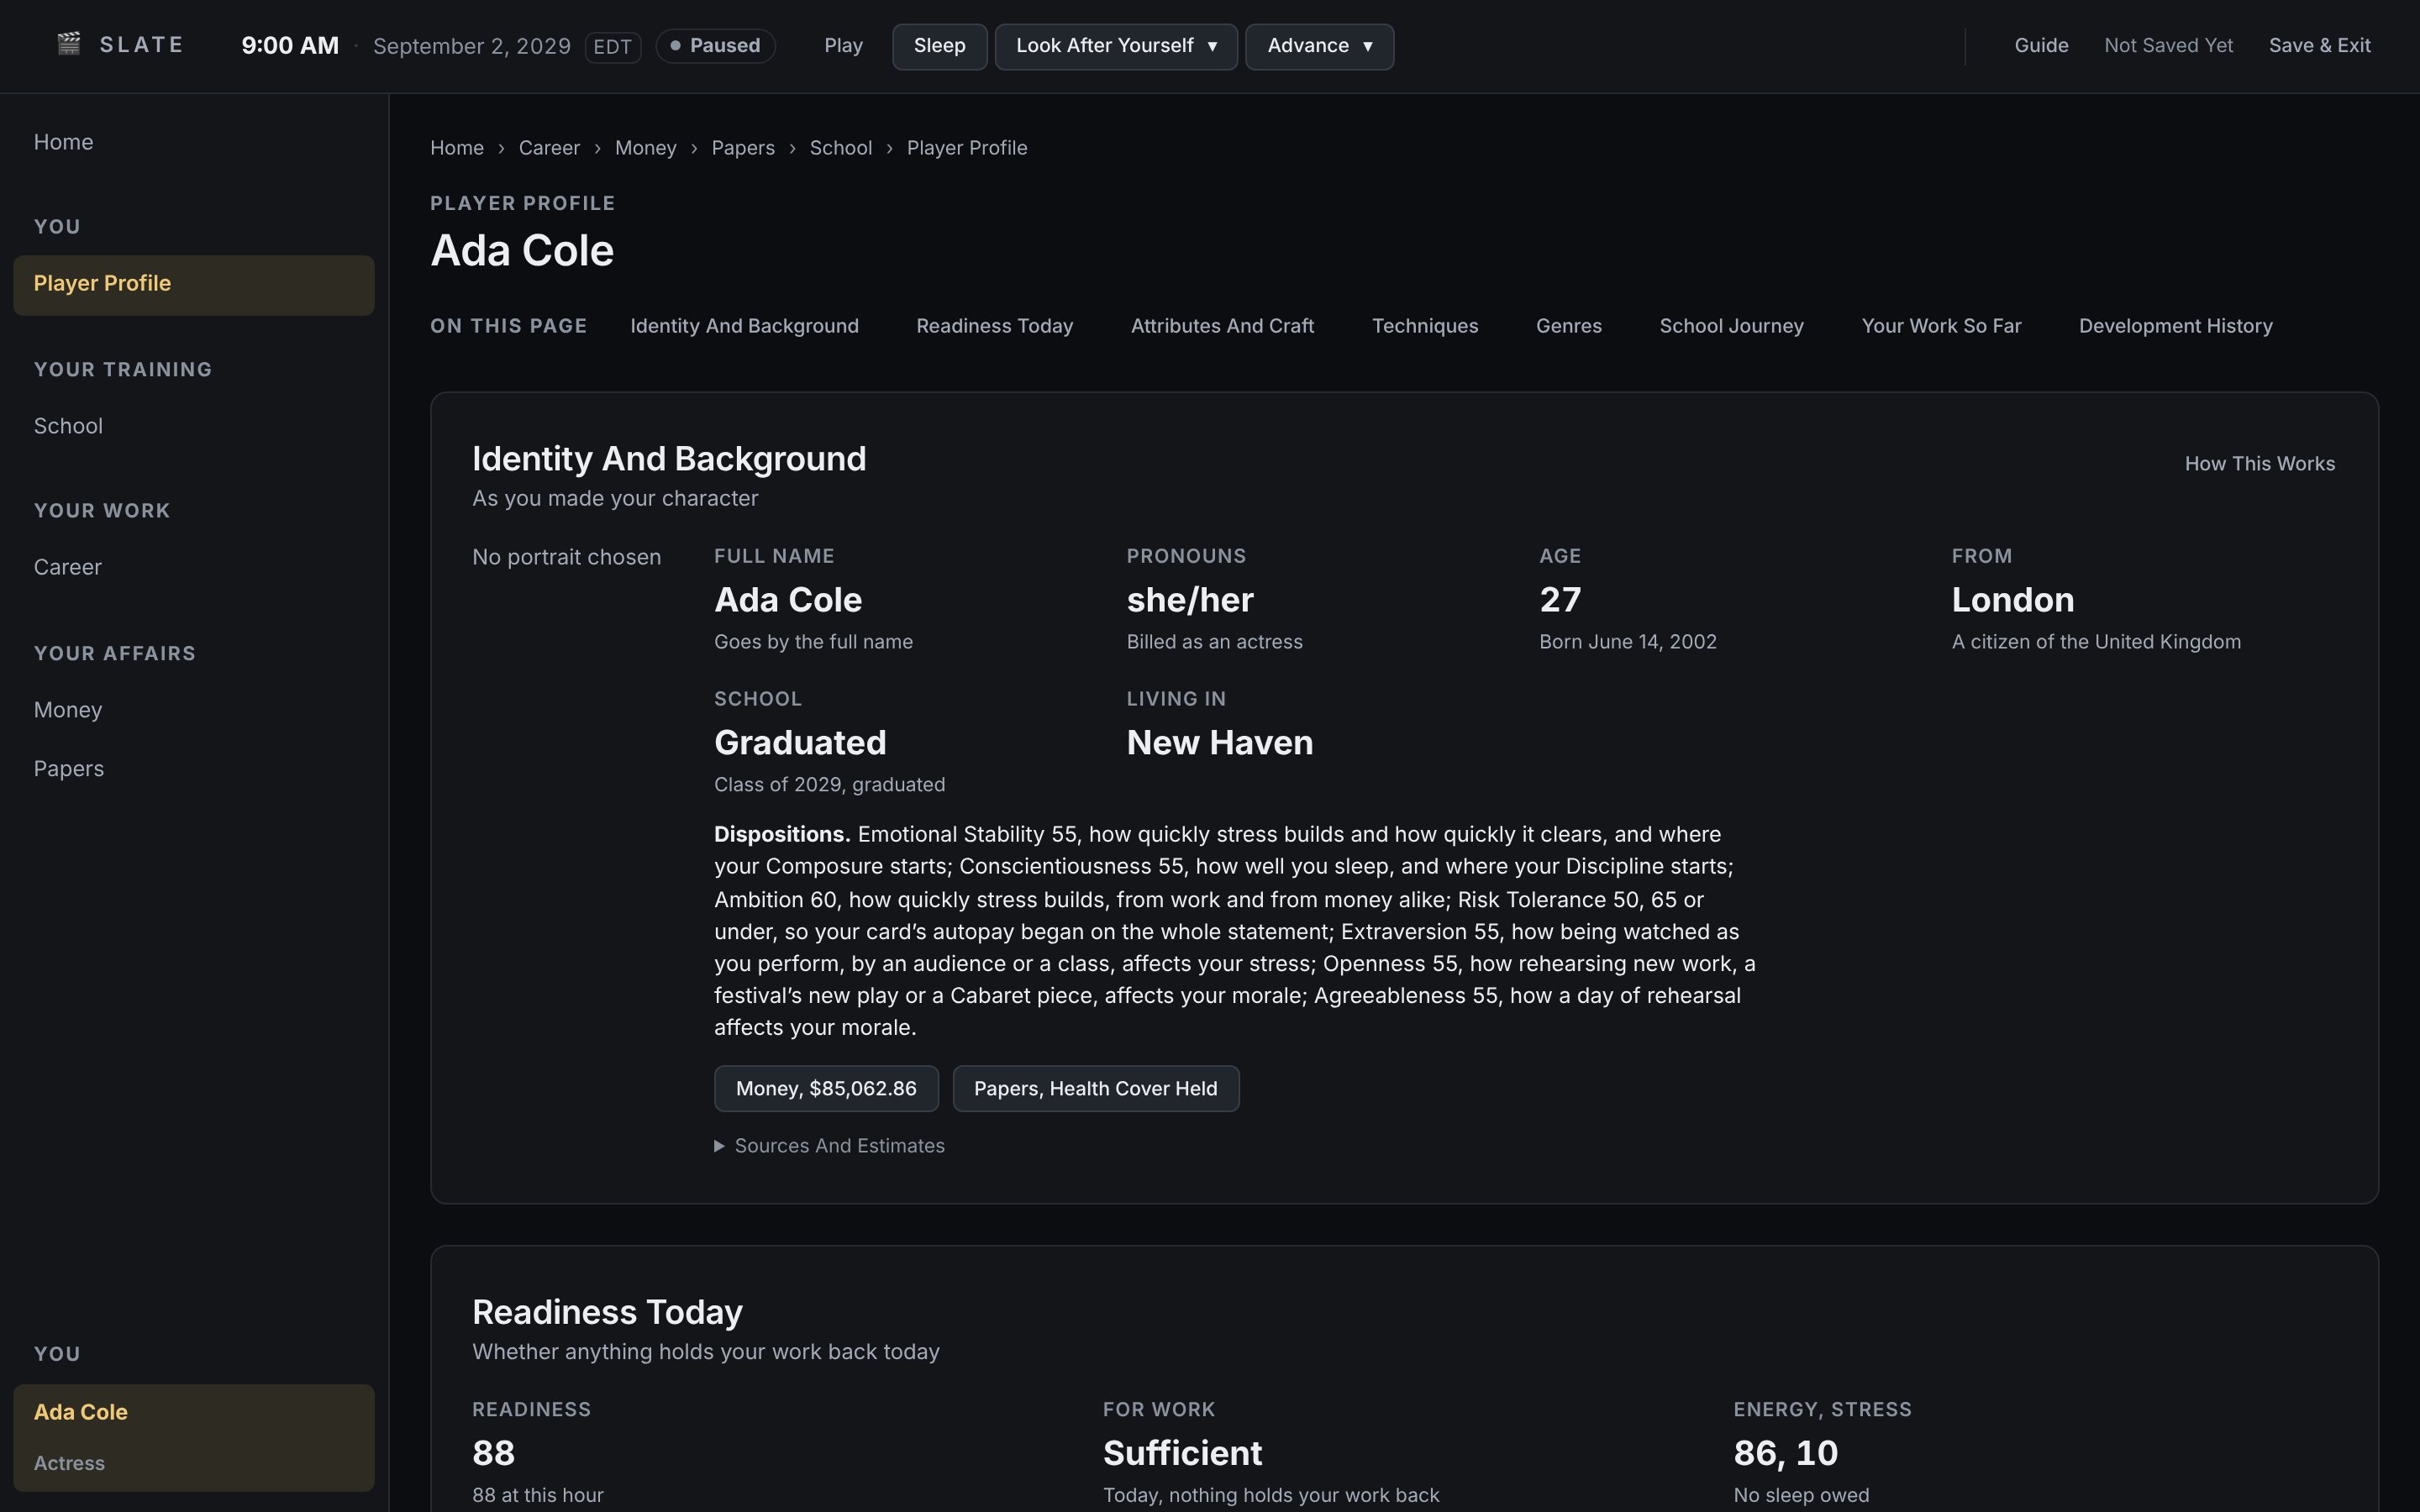 SLATE
9:00 AM · September 2, 2029 EDT Paused Play Sleep Look After Yourself ▾ Advance ▾ Guide Not Saved Yet Save & Exit
Home
YOU
Player Profile
YOUR TRAINING
School
YOUR WORK
Career
YOUR AFFAIRS
Money
Papers
YOU
Ada Cole
Actress
Home › Career › Money › Papers › School › Player Profile
PLAYER PROFILE
Ada Cole
ON THIS PAGE Identity And Background Readiness Today Attributes And Craft Techniques Genres School Journey Your Work So Far Development History
Identity And Background
How This Works
As you made your character
No portrait chosen
FULL NAME
Ada Cole
Goes by the full name
PRONOUNS
she/her
Billed as an actress
AGE
27
Born June 14, 2002
FROM
London
A citizen of the United Kingdom
SCHOOL
Graduated
Class of 2029, graduated
LIVING IN
New Haven
Dispositions. Emotional Stability 55, how quickly stress builds and how quickly it clears, and where
your Composure starts; Conscientiousness 55, how well you sleep, and where your Discipline starts;
Ambition 60, how quickly stress builds, from work and from money alike; Risk Tolerance 50, 65 or
under, so your card’s autopay began on the whole statement; Extraversion 55, how being watched as
you perform, by an audience or a class, affects your stress; Openness 55, how rehearsing new work, a
festival’s new play or a Cabaret piece, affects your morale; Agreeableness 55, how a day of rehearsal
affects your morale.
Money, $85,062.86
Papers, Health Cover Held
Sources And Estimates
Readiness Today
Whether anything holds your work back today
READINESS
88
88 at this hour
FOR WORK
Sufficient
Today, nothing holds your work back
ENERGY, STRESS
86, 10
No sleep owed